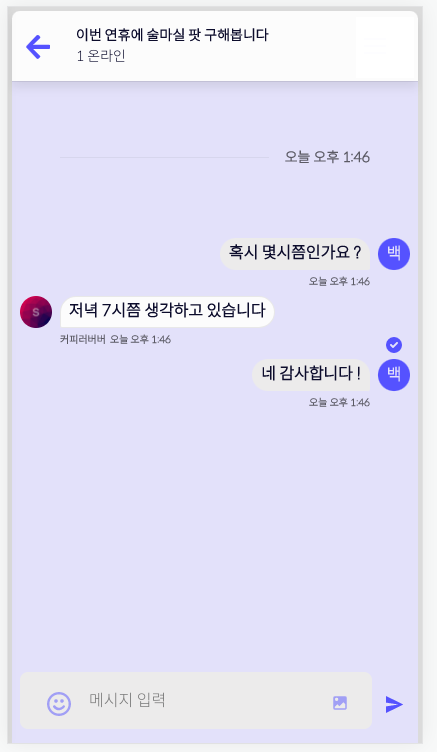 이번 연휴에 술마실 팟 구해봅니다
1 온라인
오늘 오후 1:46
혹시 몇시쯤인가요 ?
백
오늘 오후 1:46
S
저녁 7시쯤 생각하고 있습니다
커피러버버 오늘 오후 1:46
네 감사합니다 !
백
오늘 오후 1:46
메시지 입력